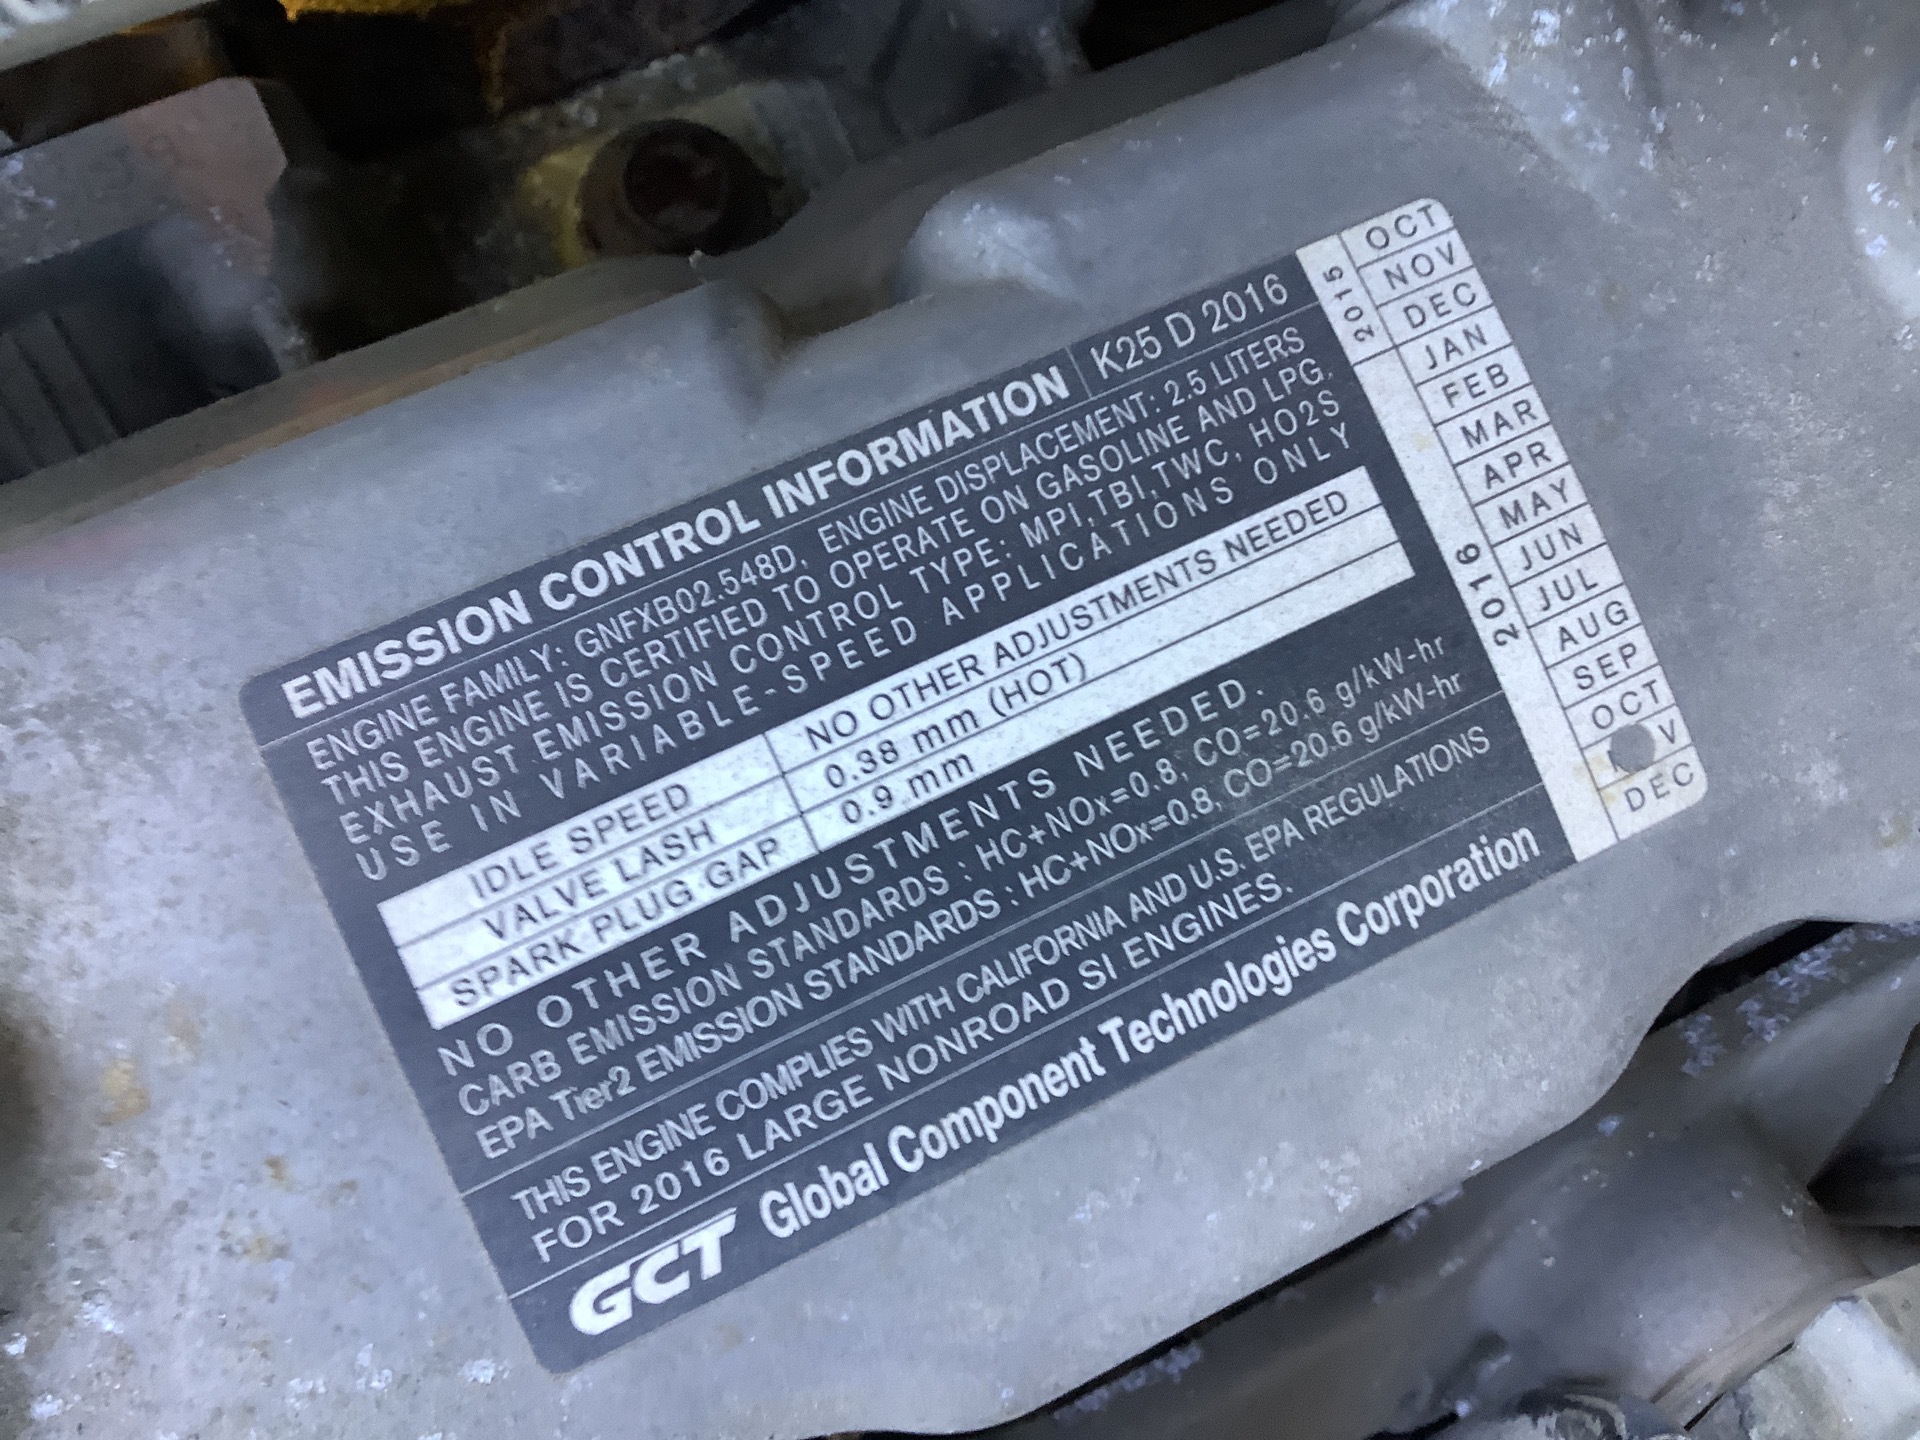 EMISSION CONTROL INFORMATION K25 D 2016
ENGINE FAMILY: GNFXB02.548D, ENGINE DISPLACEMENT: 2.5 LITERS
THIS ENGINE IS CERTIFIED TO OPERATE ON GASOLINE AND LPG,
EXHAUST EMISSION CONTROL TYPE: MPI,TBI,TWC, HO2S
USE IN VARIABLE-SPEED APPLICATIONS ONLY
IDLE SPEED NO OTHER ADJUSTMENTS NEEDED
VALVE LASH 0.38 mm (HOT)
SPARK PLUG GAP 0.9 mm
NO OTHER ADJUSTMENTS NEEDED.
CARB EMISSION STANDARDS : HC+NOx=0.8, CO=20.6 g/kW-hr
EPA Tier2 EMISSION STANDARDS : HC+NOx=0.8, CO=20.6 g/kW-hr
THIS ENGINE COMPLIES WITH CALIFORNIA AND U.S. EPA REGULATIONS
FOR 2016 LARGE NONROAD SI ENGINES.
GCT Global Component Technologies Corporation
2015
OCT
NOV
DEC
2016
JAN
FEB
MAR
APR
MAY
JUN
JUL
AUG
SEP
OCT
DEC